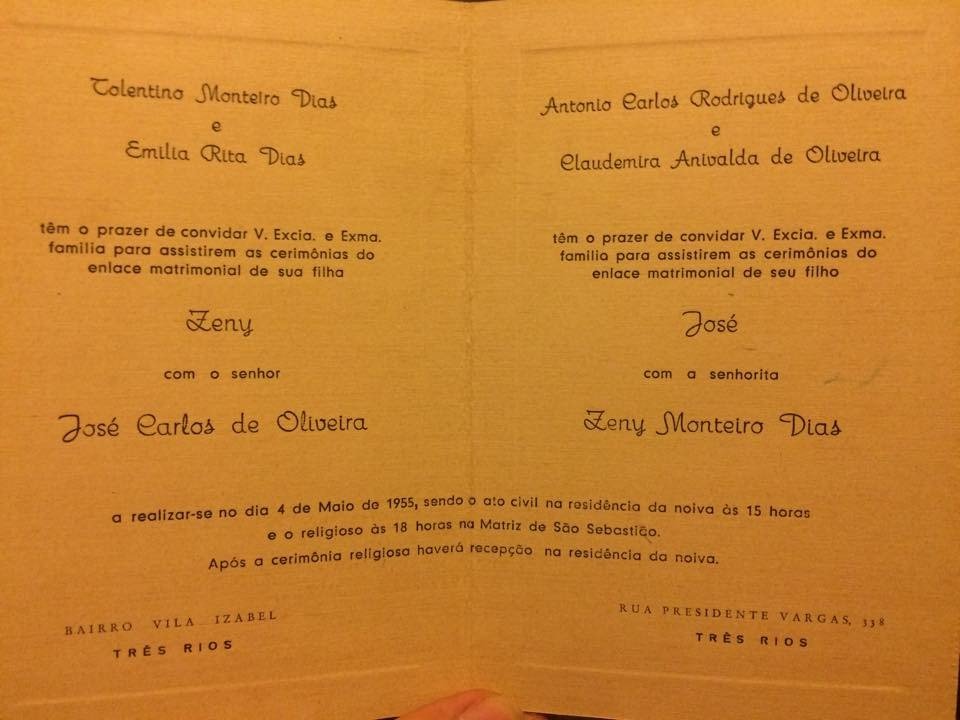 Tolentino Monteiro Dias
e
Emilia Rita Dias
têm o prazer de convidar V. Excia. e Exma.
familia para assistirem as cerimônias do
enlace matrimonial de sua filha
Zeny
com o senhor
José Carlos de Oliveira
Antonio Carlos Rodrigues de Oliveira
e
Claudemira Anivalda de Oliveira
têm o prazer de convidar V. Excia. e Exma.
familia para assistirem as cerimônias do
enlace matrimonial de seu filho
José
com a senhorita
Zeny Monteiro Dias
a realizar-se no dia 4 de Maio de 1955, sendo o ato civil na residência da noiva às 15 horas
e o religioso às 18 horas na Matriz de São Sebastião.
Após a cerimônia religiosa haverá recepção na residência da noiva.
BAIRRO VILA IZABEL
TRÊS RIOS
RUA PRESIDENTE VARGAS, 338
TRÊS RIOS